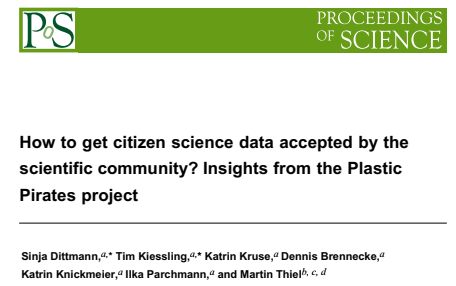 PoS
PROCEEDINGS
OF SCIENCE
How to get citizen science data accepted by the
scientific community? Insights from the Plastic
Pirates project
Sinja Dittmann,a,* Tim Kiessling,a,* Katrin Kruse,a Dennis Brennecke,a
Katrin Knickmeier,a Ilka Parchmann,a and Martin Thielb, c, d